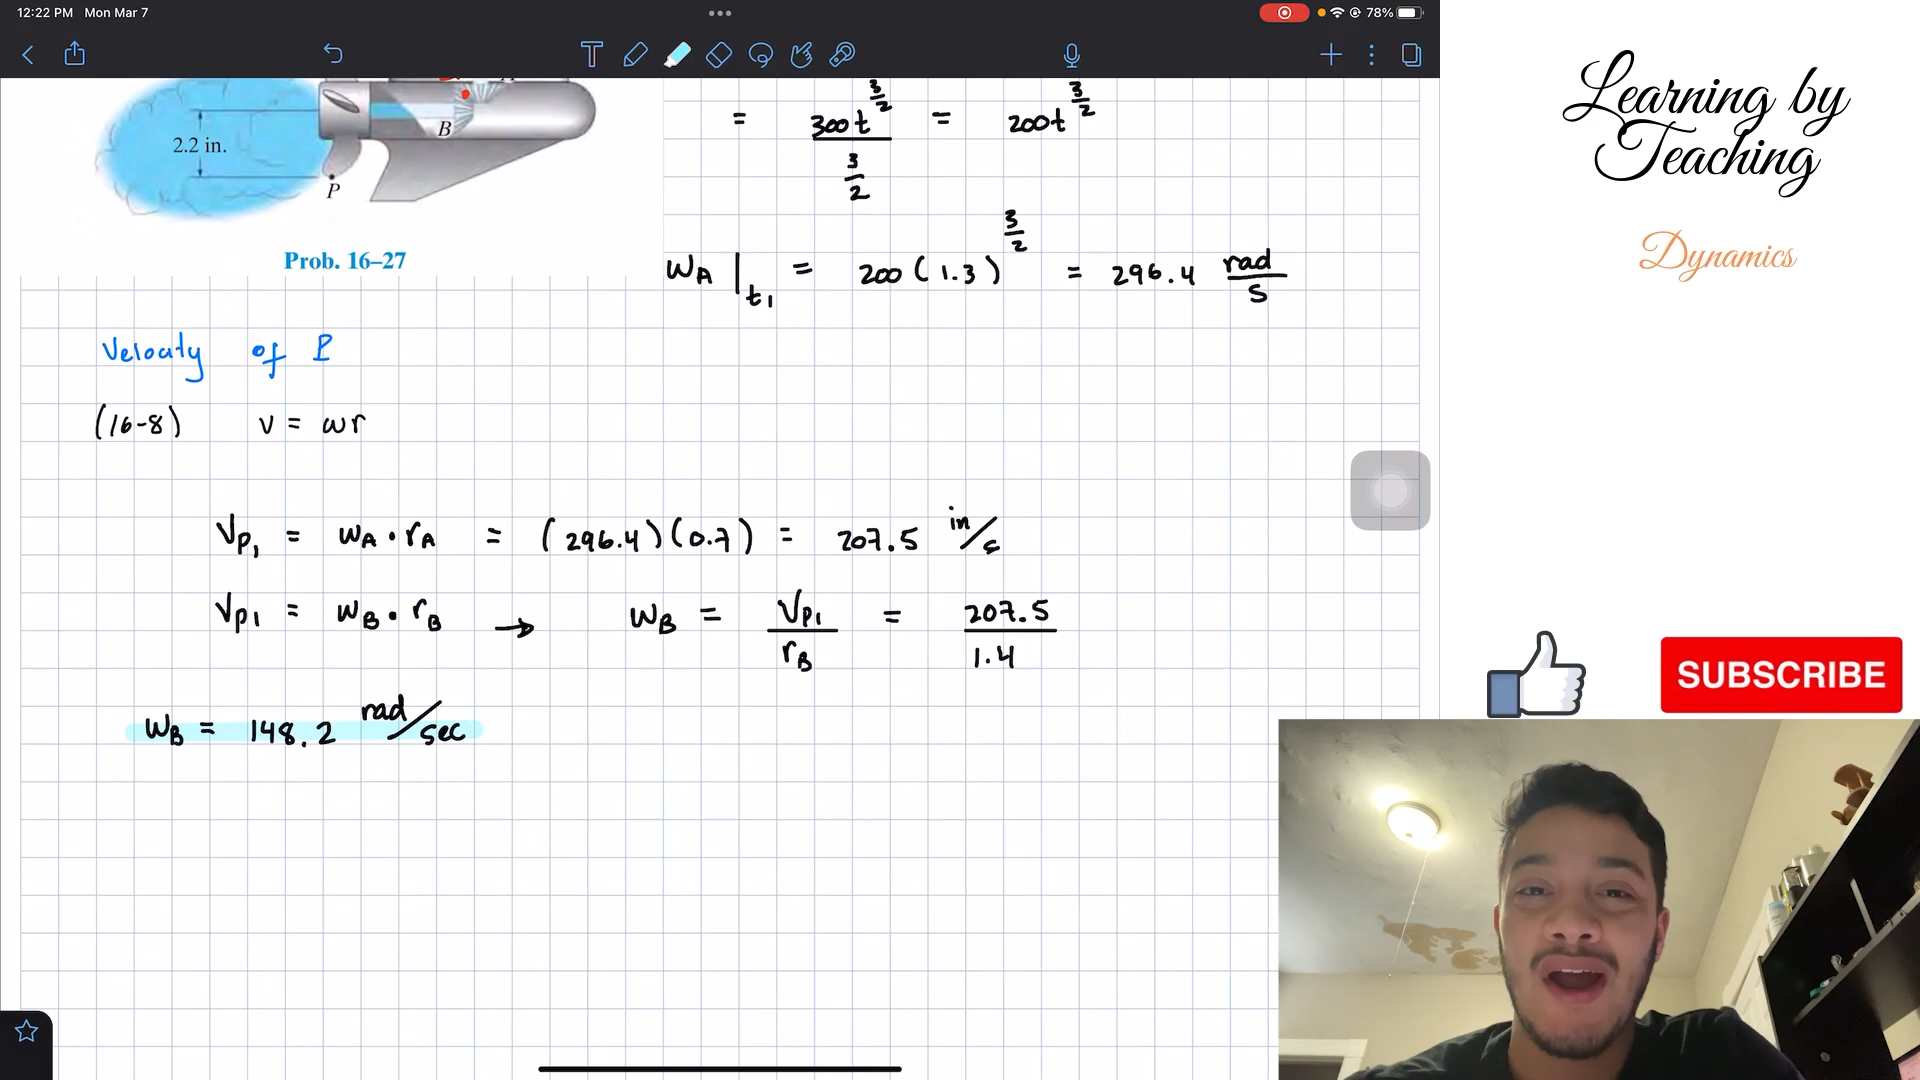 12:22 PM Mon Mar 7
78%
2.2 in.
B
P
Prob. 16–27
= 300t^(3/2) / (3/2) = 200t^(3/2)
ωA |t1 = 200(1.3)^(3/2) = 296.4 rad/s
Velocity of P
(16-8) v = ωr
VP1 = ωA · rA = (296.4)(0.7) = 207.5 in/s
VP1 = ωB · rB → ωB = VP1/rB = 207.5/1.4
ωB = 148.2 rad/sec
Learning by
Teaching
Dynamics
SUBSCRIBE